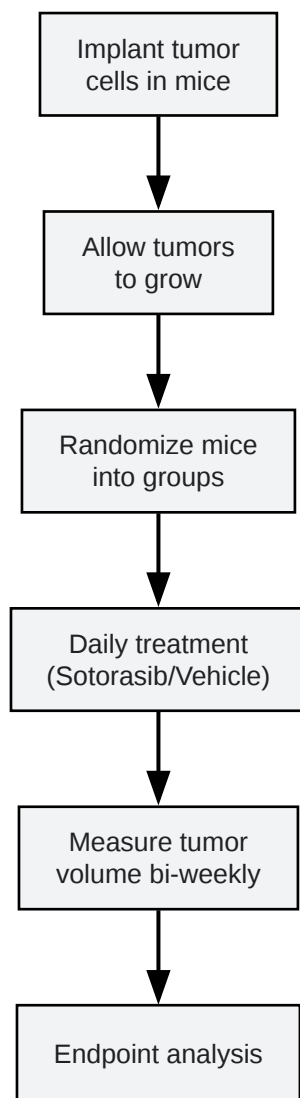 Implant tumor
cells in mice
Allow tumors
to grow
Randomize mice
into groups
Daily treatment
(Sotorasib/Vehicle)
Measure tumor
volume bi-weekly
Endpoint analysis